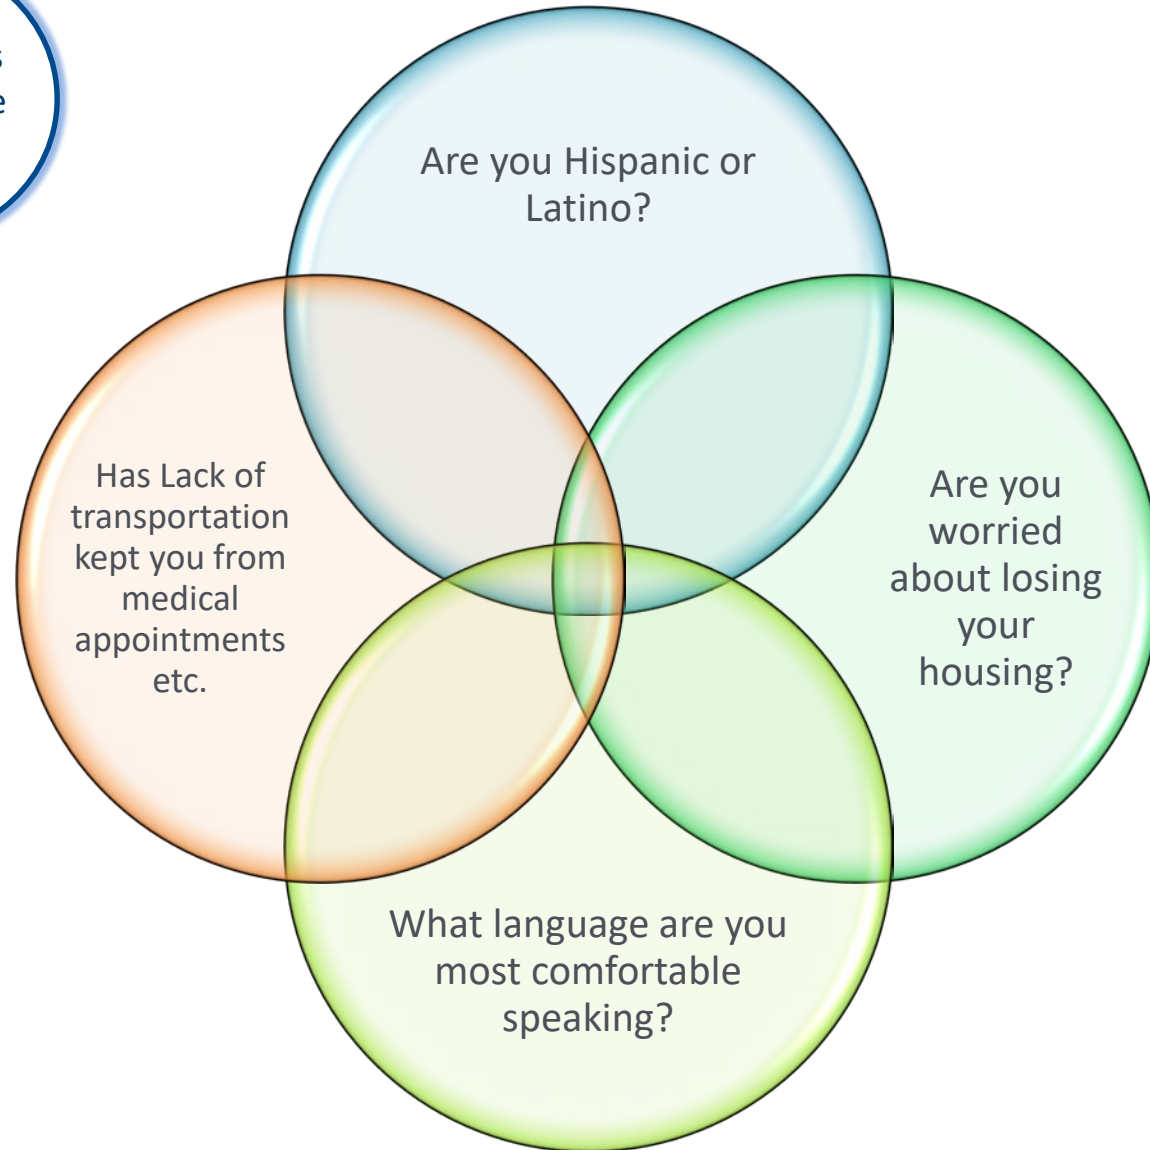 Are you Hispanic or
Latino?
Has Lack of
transportation
kept you from
medical
appointments
etc.
Are you
worried
about losing
your
housing?
What language are you
most comfortable
speaking?